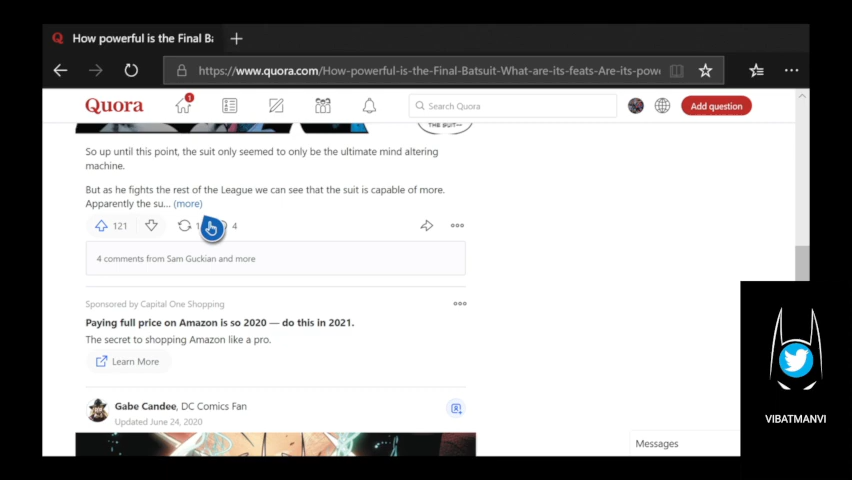 How powerful is the Final Ba
https://www.quora.com/How-powerful-is-the-Final-Batsuit-What-are-its-feats-Are-its-powe
Quora
1
Search Quora
Add question
THE SUIT—
So up until this point, the suit only seemed to only be the ultimate mind altering
machine.
But as he fights the rest of the League we can see that the suit is capable of more.
Apparently the su... (more)
121
4
4 comments from Sam Guckian and more
Sponsored by Capital One Shopping
Paying full price on Amazon is so 2020 — do this in 2021.
The secret to shopping Amazon like a pro.
Learn More
Gabe Candee, DC Comics Fan
Updated June 24, 2020
Messages
VIBATMANVI